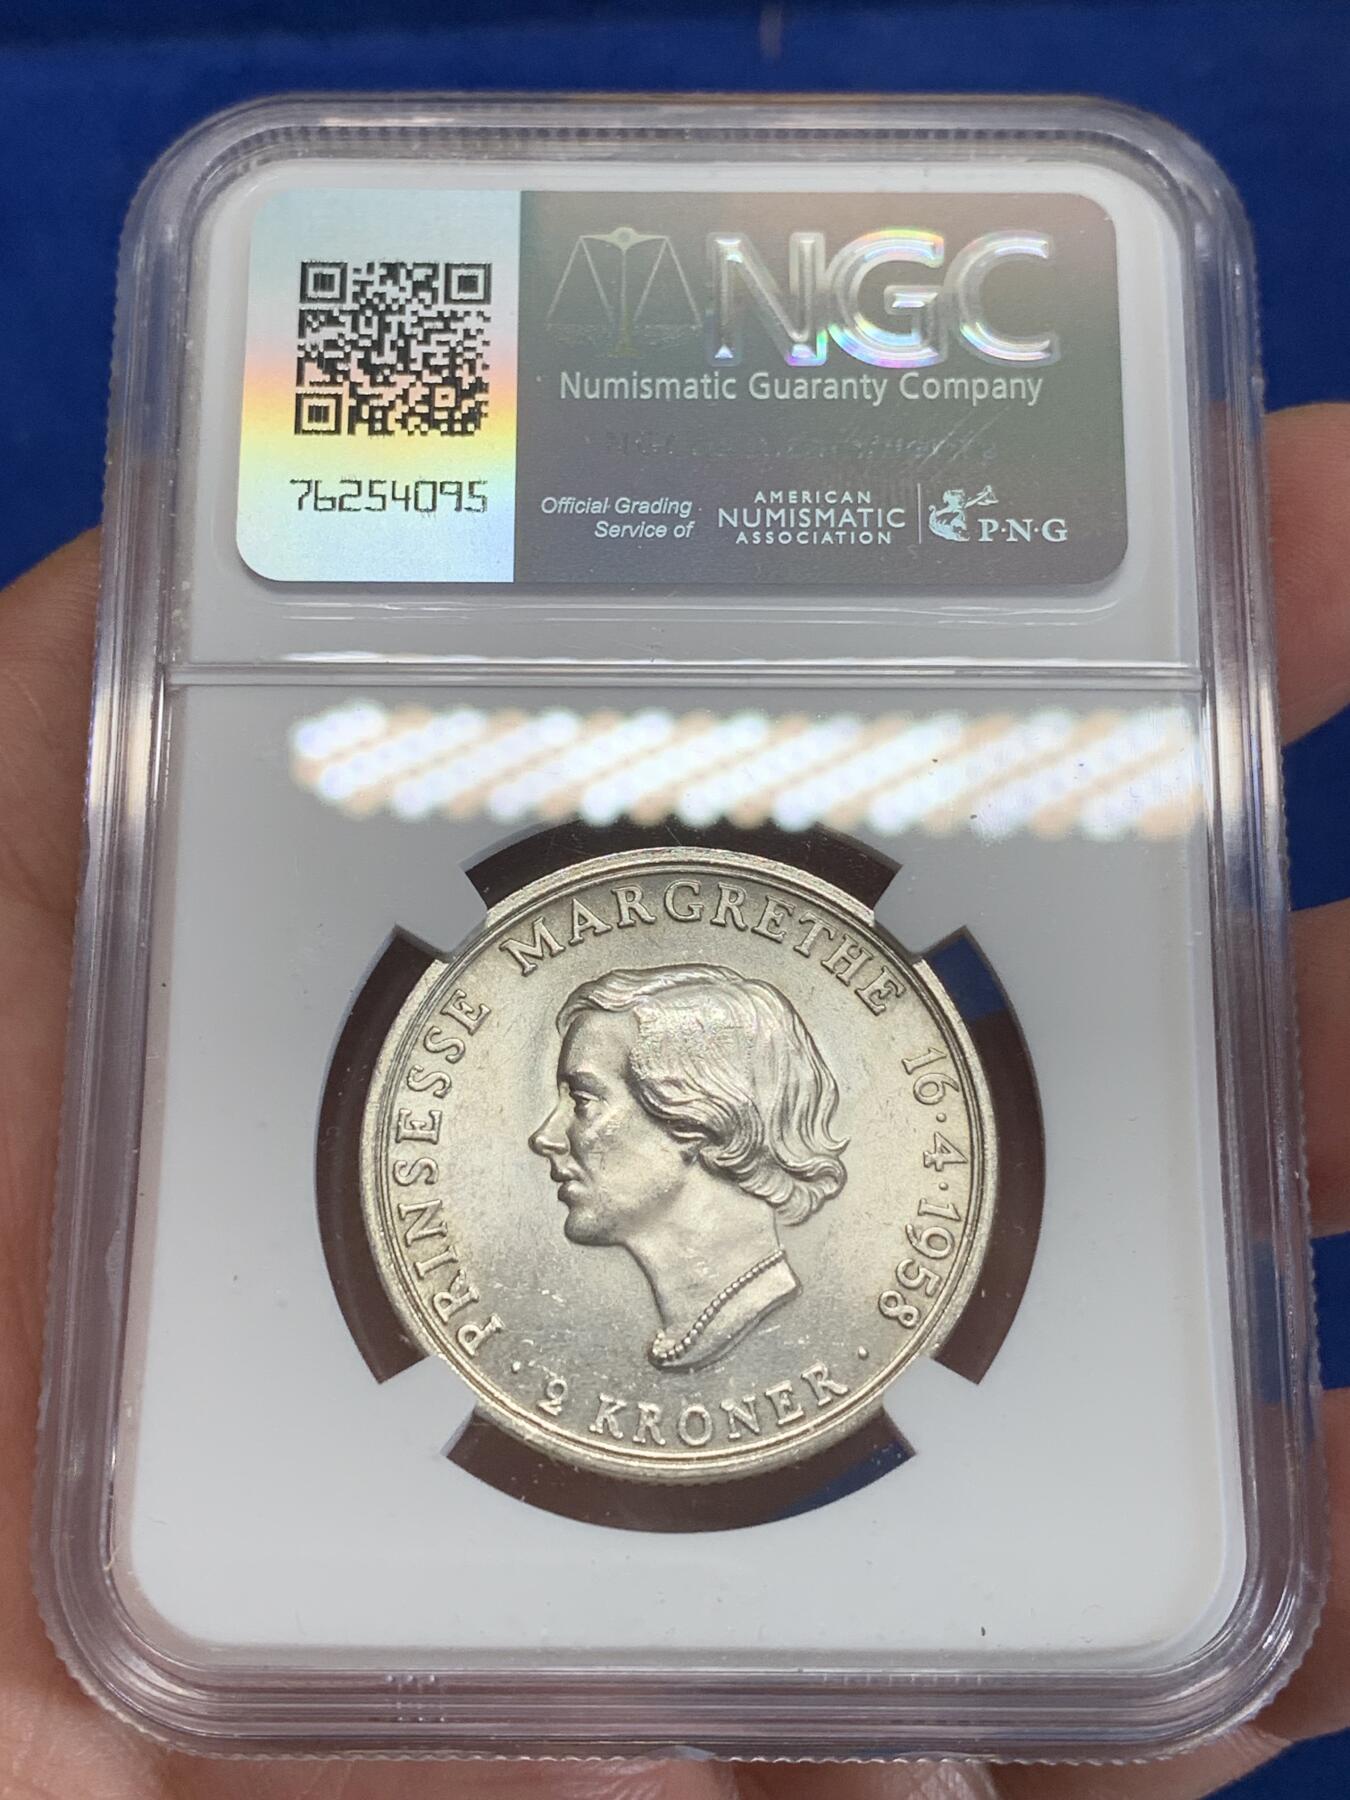 NGC
Numismatic Guaranty Company
76254095
Official Grading
Service of
AMERICAN
NUMISMATIC
ASSOCIATION
P·N·G
PRINSESSE MARGRETHE 16·4·1958
· 2 KRONER ·